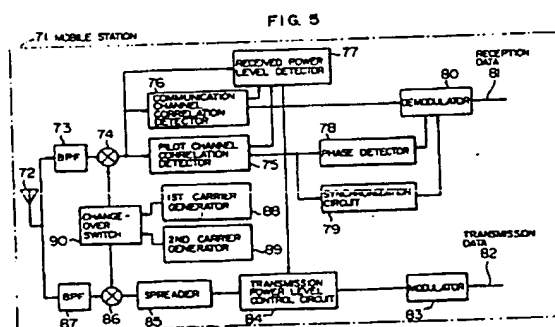 FIG. 5
71 MOBILE STATION
77
RECEIVED POWER
LEVEL DETECTOR
76
COMMUNICATION
CHANNEL
CORRELATION
DETECTOR
80
DEMODULATOR
RECEPTION
DATA
81
73
BPF
74
PILOT CHANNEL
CORRELATION
DETECTOR
75
78
PHASE DETECTOR
72
SYNCHRONIZATION
CIRCUIT
79
CHANGE-
OVER
SWITCH
90
1ST CARRIER
GENERATOR
88
2ND CARRIER
GENERATOR
89
TRANSMISSION
DATA
82
BPF
87
86
SPREADER
85
TRANSMISSION
POWER LEVEL
CONTROL CIRCUIT
84
MODULATOR
83